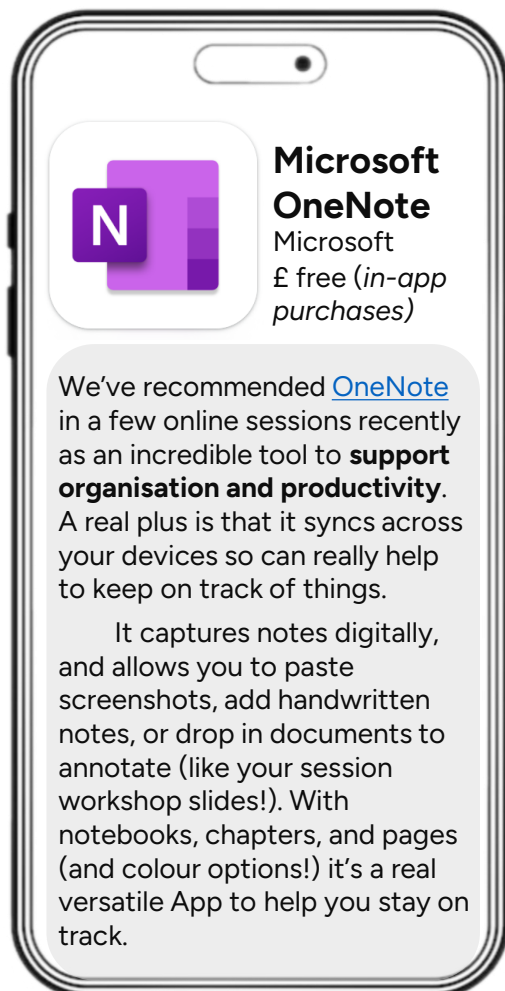 N
Microsoft
OneNote
Microsoft
£ free (in-app
purchases)
We've recommended OneNote
in a few online sessions recently
as an incredible tool to support
organisation and productivity.
A real plus is that it syncs across
your devices so can really help
to keep on track of things.
It captures notes digitally,
and allows you to paste
screenshots, add handwritten
notes, or drop in documents to
annotate (like your session
workshop slides!). With
notebooks, chapters, and pages
(and colour options!) it's a real
versatile App to help you stay on
track.